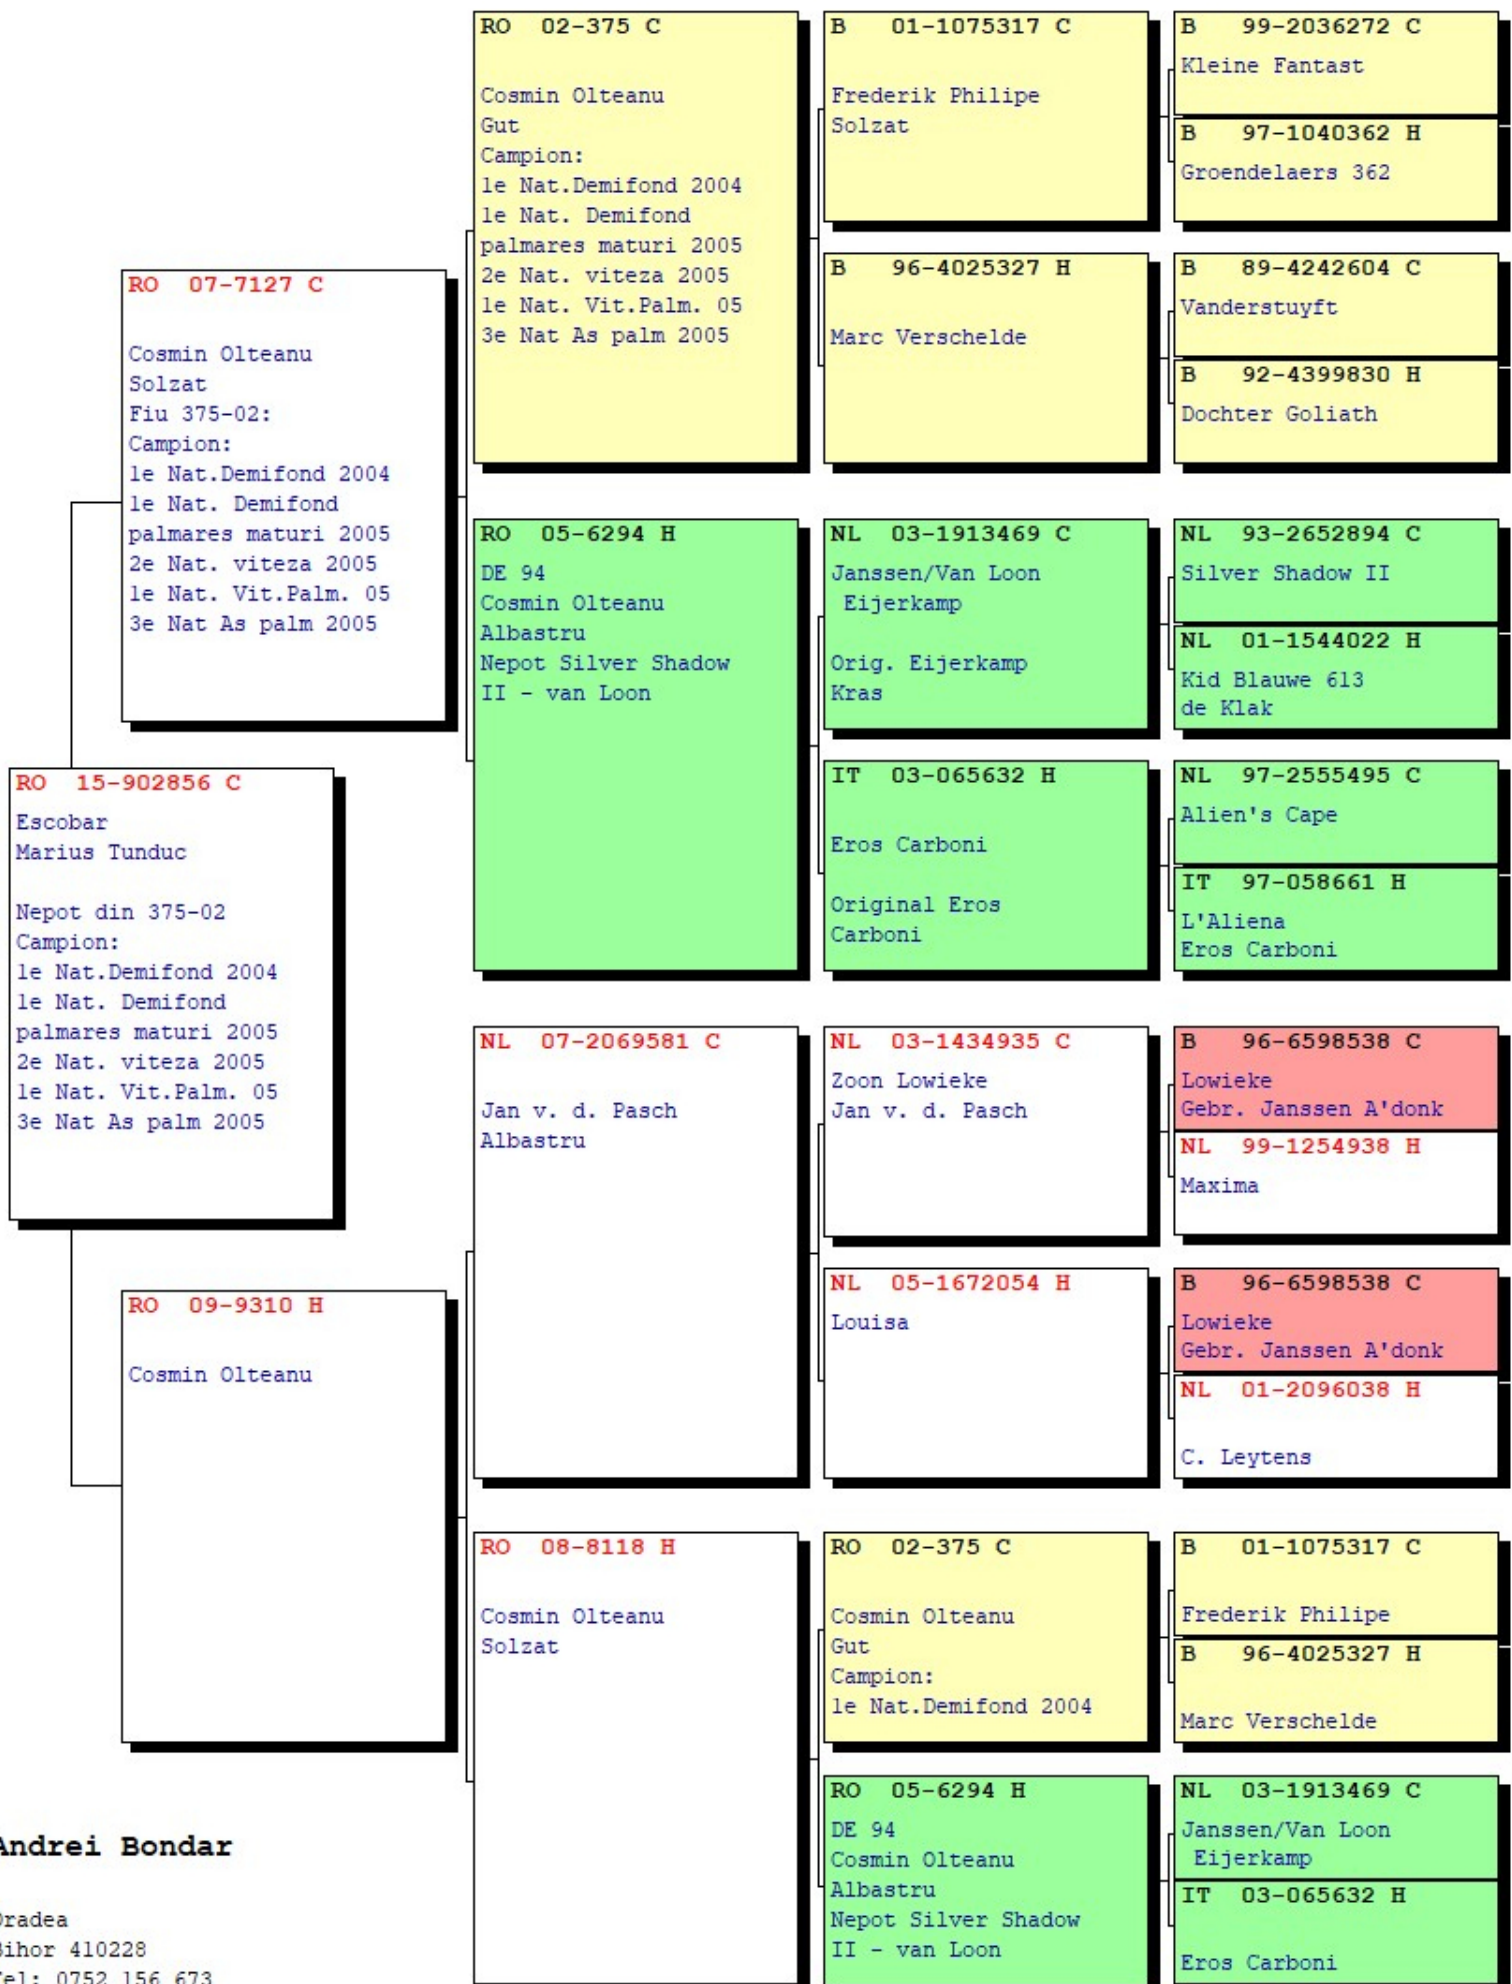 RO 15-902856 C
Escobar
Marius Tunduc
Nepot din 375-02
Campion:
1e Nat.Demifond 2004
1e Nat. Demifond
palmares maturi 2005
2e Nat. viteza 2005
1e Nat. Vit.Palm. 05
3e Nat As palm 2005
RO 07-7127 C
Cosmin Olteanu
Solzat
Fiu 375-02:
Campion:
1e Nat.Demifond 2004
1e Nat. Demifond
palmares maturi 2005
2e Nat. viteza 2005
1e Nat. Vit.Palm. 05
3e Nat As palm 2005
RO 09-9310 H
Cosmin Olteanu
RO 02-375 C
Cosmin Olteanu
Gut
Campion:
1e Nat.Demifond 2004
1e Nat. Demifond
palmares maturi 2005
2e Nat. viteza 2005
1e Nat. Vit.Palm. 05
3e Nat As palm 2005
RO 05-6294 H
DE 94
Cosmin Olteanu
Albastru
Nepot Silver Shadow
II - van Loon
NL 07-2069581 C
Jan v. d. Pasch
Albastru
RO 08-8118 H
Cosmin Olteanu
Solzat
B 01-1075317 C
Frederik Philipe
Solzat
B 96-4025327 H
Marc Verschelde
NL 03-1913469 C
Janssen/Van Loon
Eijerkamp
Orig. Eijerkamp
Kras
IT 03-065632 H
Eros Carboni
Original Eros
Carboni
NL 03-1434935 C
Zoon Lowieke
Jan v. d. Pasch
NL 05-1672054 H
Louisa
RO 02-375 C
Cosmin Olteanu
Gut
Campion:
1e Nat.Demifond 2004
RO 05-6294 H
DE 94
Cosmin Olteanu
Albastru
Nepot Silver Shadow
II - van Loon
B 99-2036272 C
Kleine Fantast
B 97-1040362 H
Groendelaers 362
B 89-4242604 C
Vanderstuyft
B 92-4399830 H
Dochter Goliath
NL 93-2652894 C
Silver Shadow II
NL 01-1544022 H
Kid Blauwe 613
de Klak
NL 97-2555495 C
Alien's Cape
IT 97-058661 H
L'Aliena
Eros Carboni
B 96-6598538 C
Lowieke
Gebr. Janssen A'donk
NL 99-1254938 H
Maxima
B 96-6598538 C
Lowieke
Gebr. Janssen A'donk
NL 01-2096038 H
C. Leytens
B 01-1075317 C
Frederik Philipe
B 96-4025327 H
Marc Verschelde
NL 03-1913469 C
Janssen/Van Loon
Eijerkamp
IT 03-065632 H
Eros Carboni
Andrei Bondar
Oradea
Bihor 410228
Tel: 0752 156 673